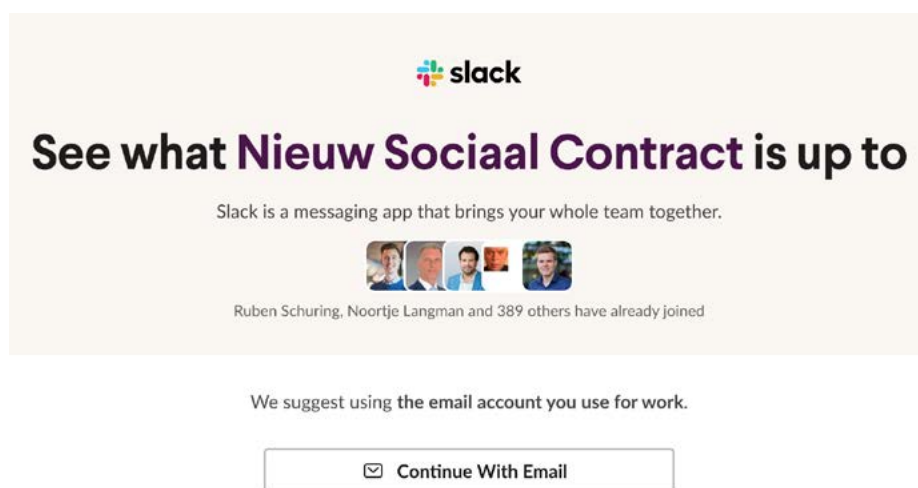 slack
See what Nieuw Sociaal Contract is up to
Slack is a messaging app that brings your whole team together.
Ruben Schuring, Noortje Langman and 389 others have already joined
We suggest using the email account you use for work.
Continue With Email